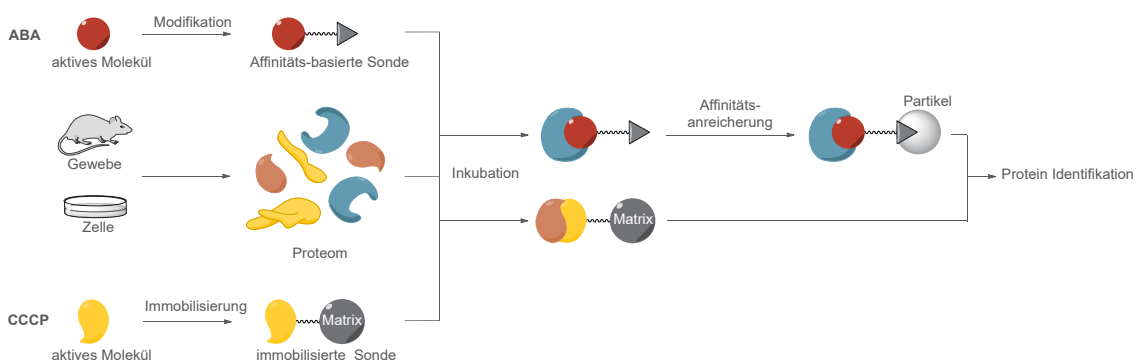 ABA
aktives Molekül
Modifikation
Affinitäts-basierte Sonde
Gewebe
Zelle
Proteom
Inkubation
Affinitäts-
anreicherung
Partikel
Matrix
Protein Identifikation
CCCP
aktives Molekül
Immobilisierung
Matrix
immobilisierte  Sonde